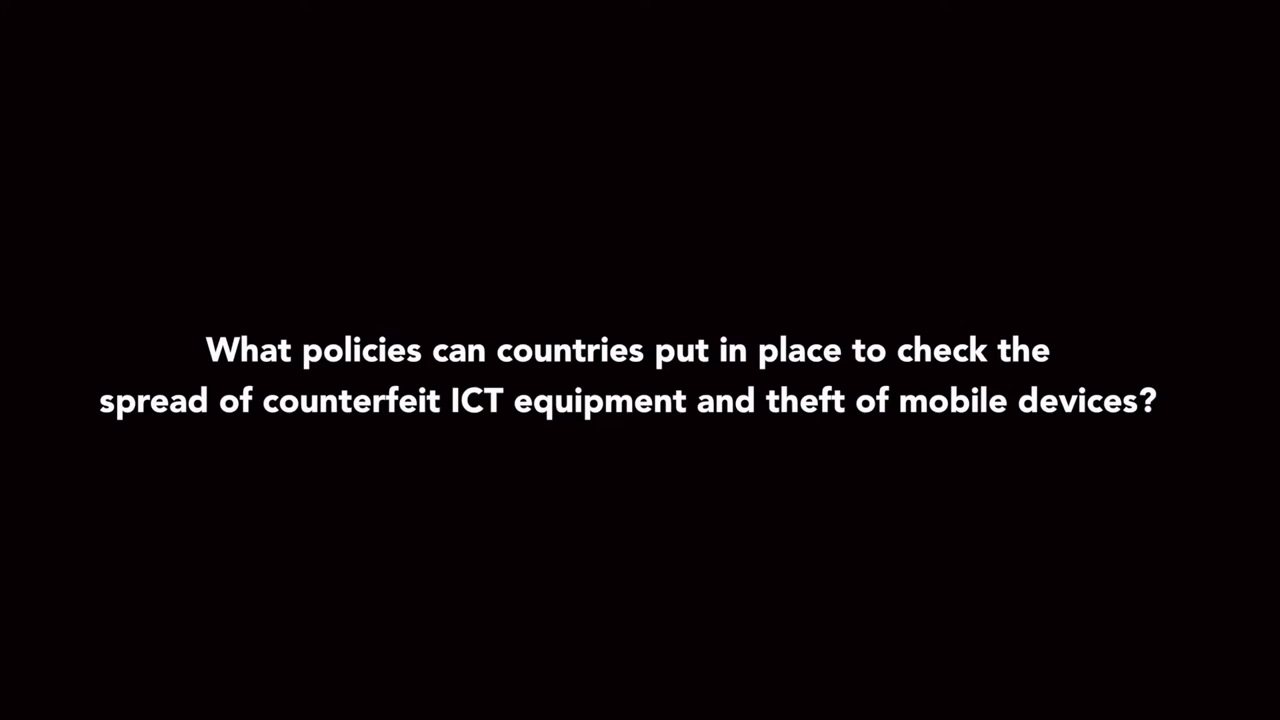 What policies can countries put in place to check the
spread of counterfeit ICT equipment and theft of mobile devices?